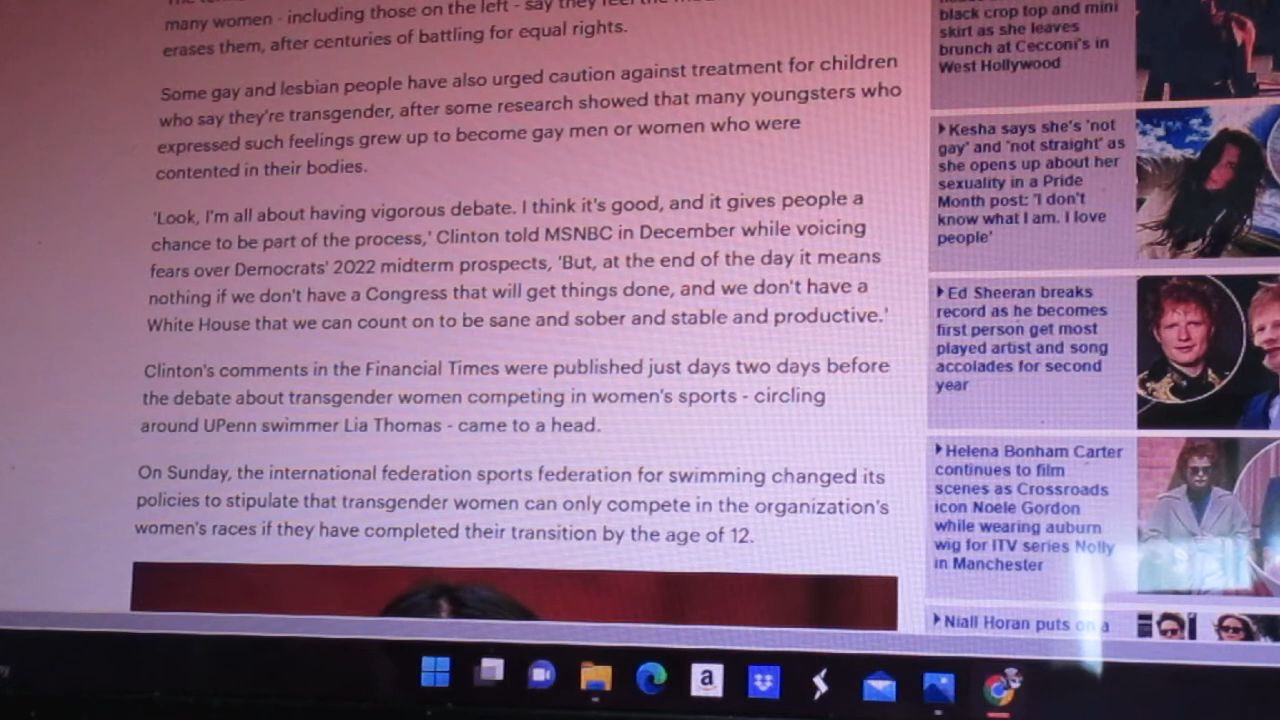 many women - including those on the left - say they feel the
erases them, after centuries of battling for equal rights.
Some gay and lesbian people have also urged caution against treatment for children
who say they're transgender, after some research showed that many youngsters who
expressed such feelings grew up to become gay men or women who were
contented in their bodies.
'Look, I'm all about having vigorous debate. I think it's good, and it gives people a
chance to be part of the process,' Clinton told MSNBC in December while voicing
fears over Democrats' 2022 midterm prospects, 'But, at the end of the day it means
nothing if we don't have a Congress that will get things done, and we don't have a
White House that we can count on to be sane and sober and stable and productive.'
Clinton's comments in the Financial Times were published just days two days before
the debate about transgender women competing in women's sports - circling
around UPenn swimmer Lia Thomas - came to a head.
On Sunday, the international federation sports federation for swimming changed its
policies to stipulate that transgender women can only compete in the organization's
women's races if they have completed their transition by the age of 12.
black crop top and mini
skirt as she leaves
brunch at Cecconi's in
West Hollywood
Kesha says she's 'not
gay' and 'not straight' as
she opens up about her
sexuality in a Pride
Month post: 'I don't
know what I am. I love
people'
Ed Sheeran breaks
record as he becomes
first person get most
played artist and song
accolades for second
year
Helena Bonham Carter
continues to film
scenes as Crossroads
icon Noele Gordon
while wearing auburn
wig for ITV series Nolly
in Manchester
Niall Horan puts on a
a